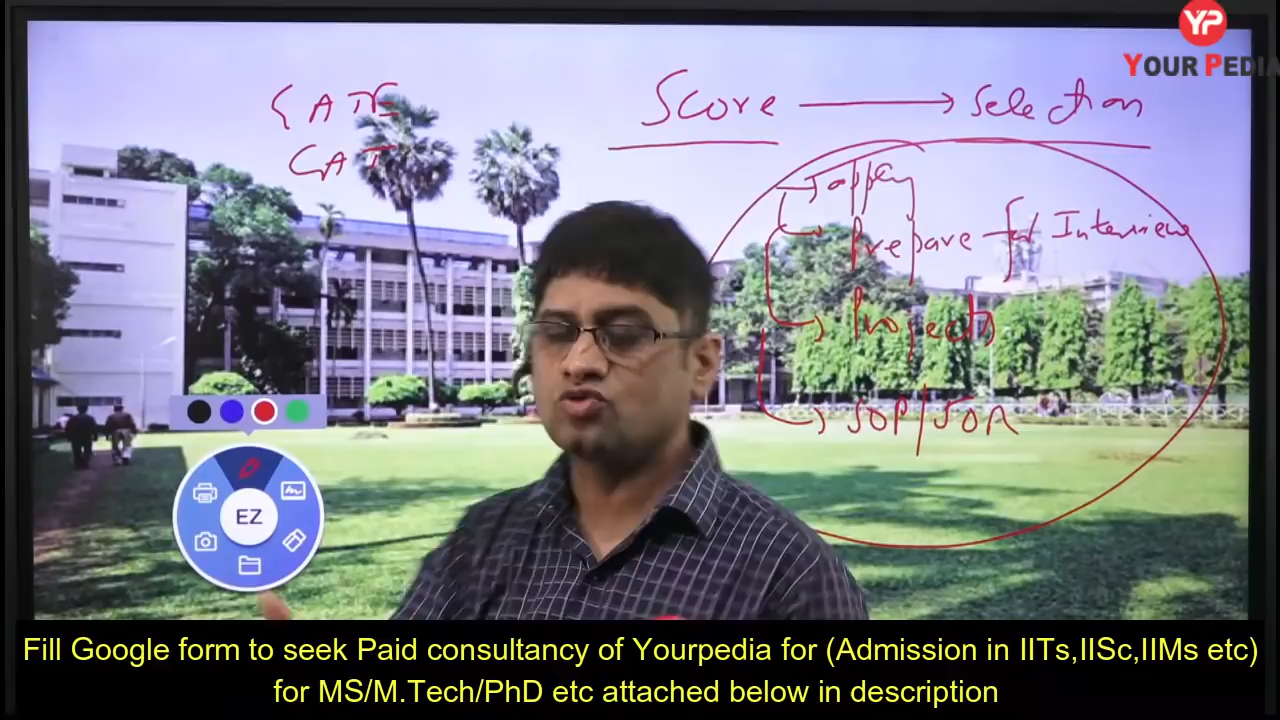 YP
YOUR PEDIA
GATE
CAT
Score → Selection
→ apply
→ Prepare for Interview
→ Projects
→ SOP/SOR
EZ
Fill Google form to seek Paid consultancy of Yourpedia for (Admission in IITs,IISc,IIMs etc)
for MS/M.Tech/PhD etc attached below in description